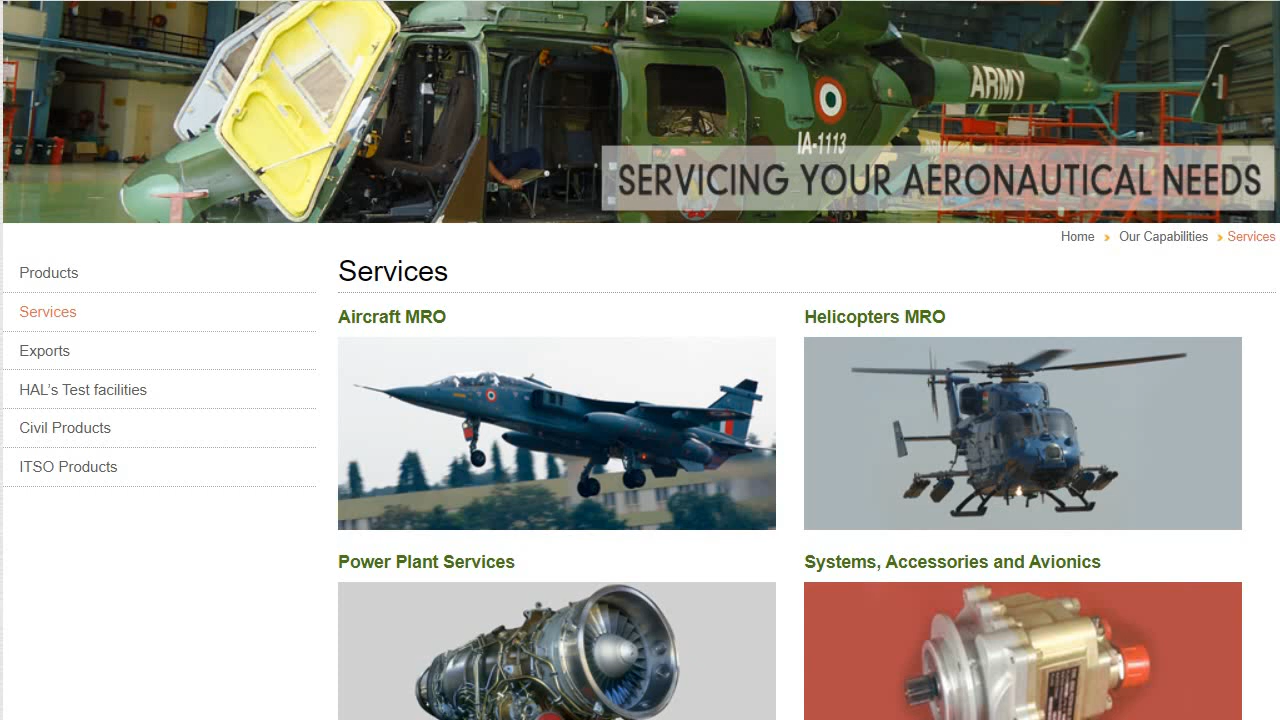 ARMY
IA-1113
SERVICING YOUR AERONAUTICAL NEEDS
Home Our Capabilities Services
Products
Services
Exports
HAL’s Test facilities
Civil Products
ITSO Products
Services
Aircraft MRO
Helicopters MRO
Power Plant Services
Systems, Accessories and Avionics